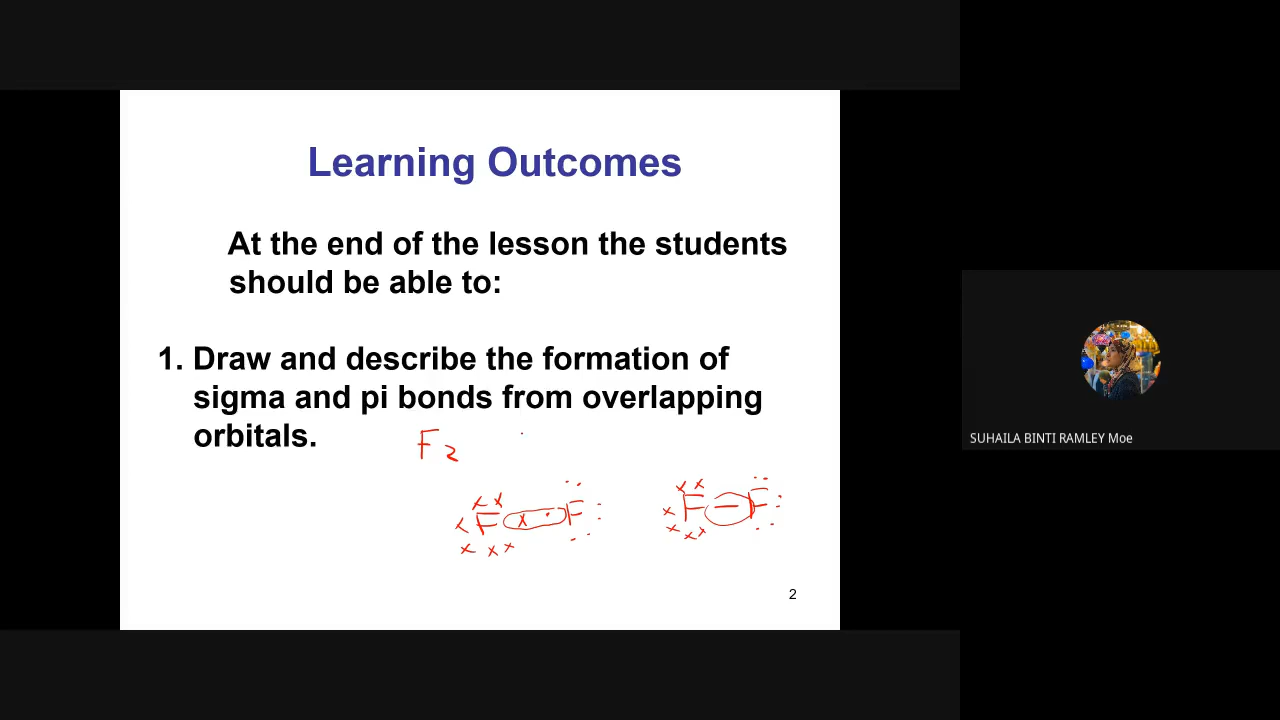 Learning Outcomes
At the end of the lesson the students
should be able to:
1. Draw and describe the formation of
sigma and pi bonds from overlapping
orbitals.
F2
x x
x F x · F
x x x
x x
x F — F
x x x
2
SUHAILA BINTI RAMLEY Moe